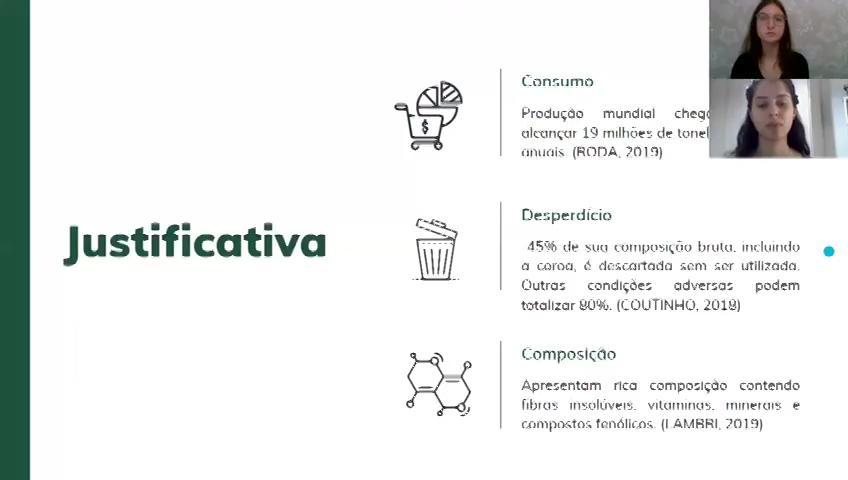 Justificativa
Consumo
Produção mundial
alcançar 19 milhões de
anuais. (RODA, 2019)
$
Desperdício
45% de sua composição bruta, incluindo
a coroa, é descartada sem ser utilizada.
Outras condições adversas podem
totalizar 80%. (COUTINHO, 2018)
Composição
Apresentam rica composição contendo
fibras insolúveis, vitaminas, minerais e
compostos fenólicos. (LAMBRI, 2019)